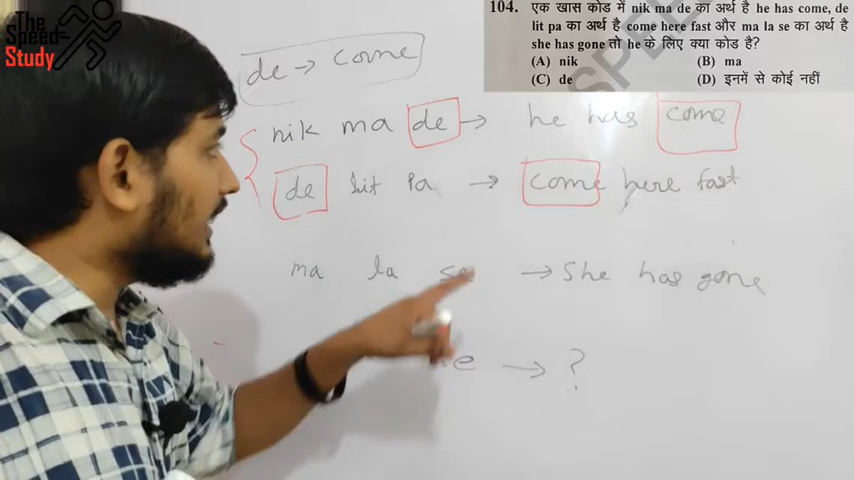 The
Speed
Study
104. एक खास कोड में nik ma de का अर्थ है he has come, de
lit pa का अर्थ है come here fast और ma la se का अर्थ है
she has gone तो he के लिए क्या कोड है?
(A) nik (B) ma
(C) de (D) इनमें से कोई नहीं
de → come
nik ma de → he has come
de lit pa → come here fast
ma la se → She has gone
→ ?